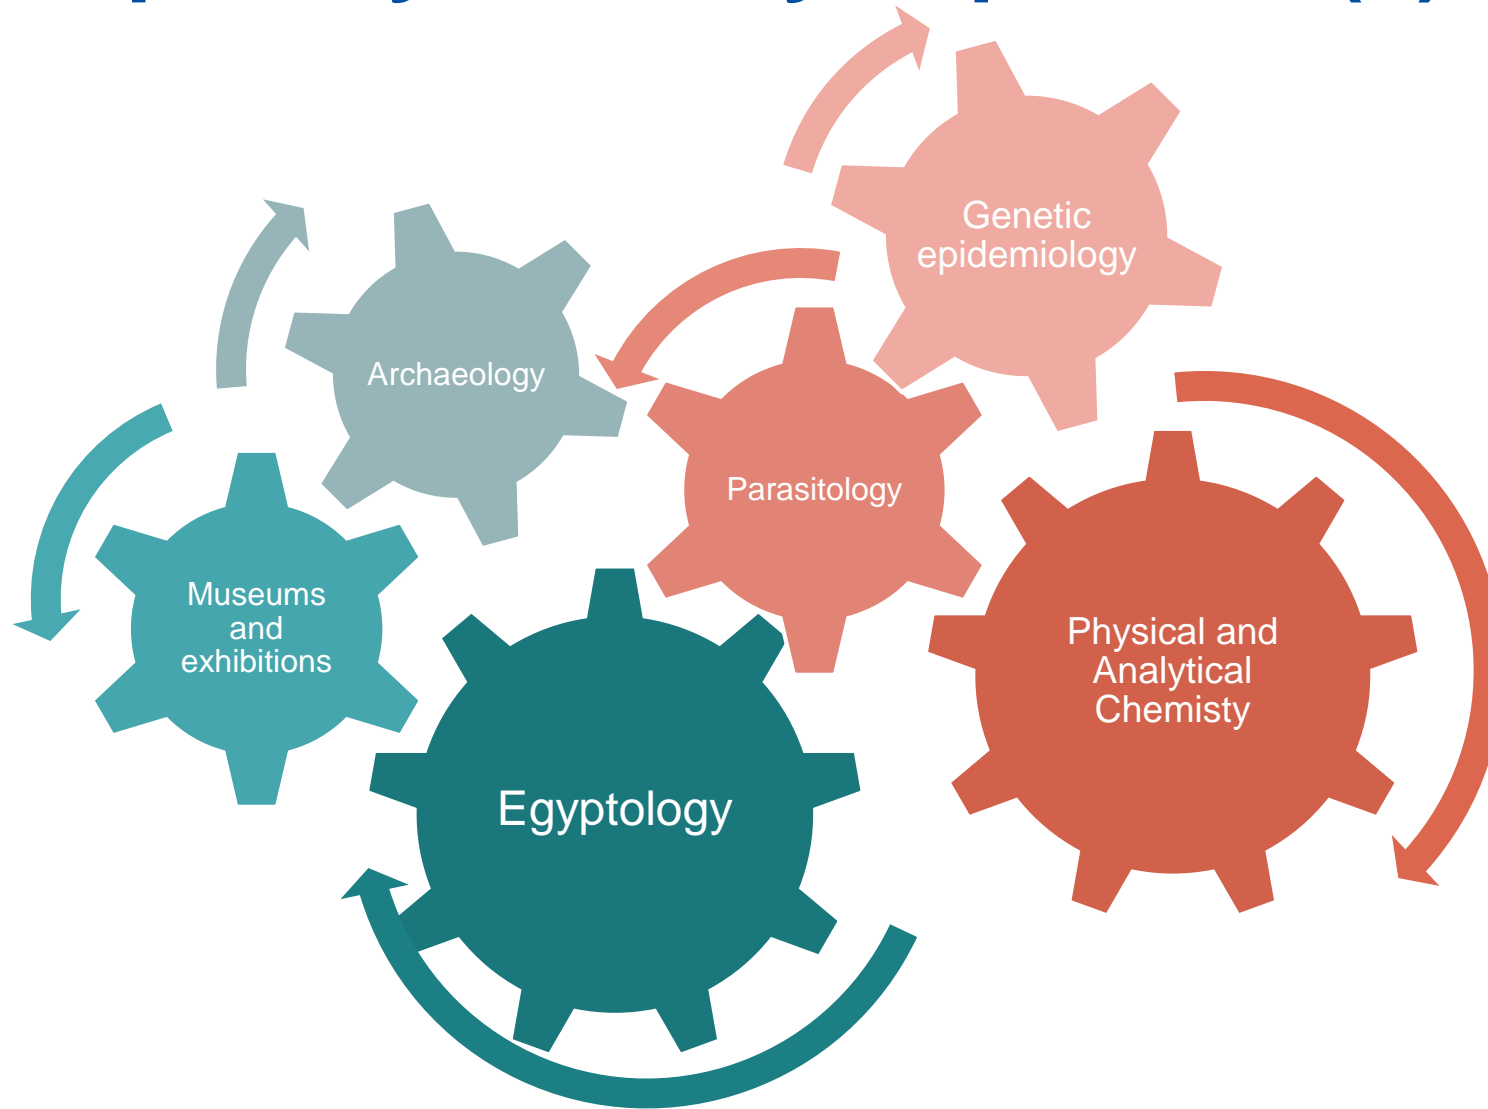 Genetic
epidemiology
Archaeology
Parasitology
Museums
and
exhibitions
Physical and
Analytical
Chemisty
Egyptology